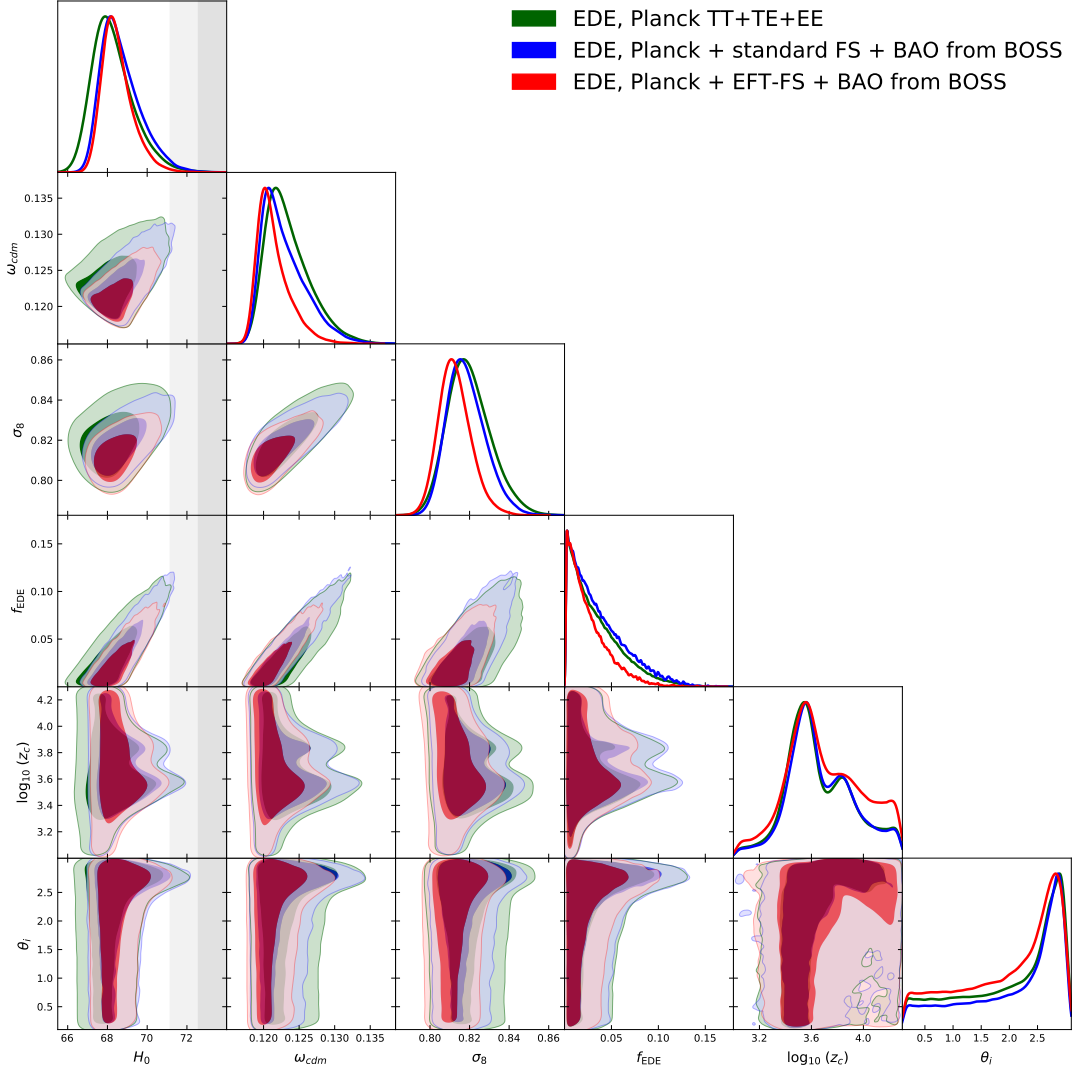 EDE, Planck TT+TE+EE
EDE, Planck + standard FS + BAO from BOSS
EDE, Planck + EFT-FS + BAO from BOSS
0.135
0.130
0.125
0.120
ω_cdm
0.86
0.84
0.82
0.80
σ₈
0.15
0.10
0.05
f_EDE
4.2
4.0
3.8
3.6
3.4
3.2
log₁₀ (z_c)
2.5
2.0
1.5
1.0
0.5
θ_i
66 68 70 72
H₀
0.120 0.125 0.130 0.135
ω_cdm
0.80 0.82 0.84 0.86
σ₈
0.05 0.10 0.15
f_EDE
3.2 3.6 4.0
log₁₀ (z_c)
0.5 1.0 1.5 2.0 2.5
θ_i